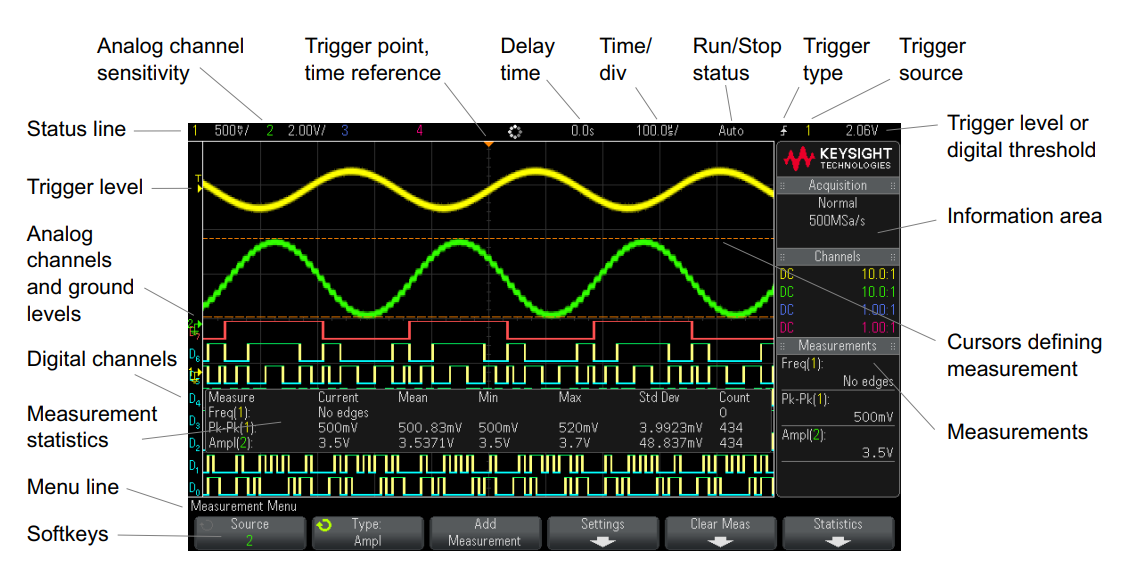 Analog channel
sensitivity
Trigger point,
time reference
Delay
time
Time/
div
Run/Stop
status
Trigger
type
Trigger
source
Status line
1 500mV/ 2 2.00V/ 3 4 0.0s 100.0µs/ Auto 1 2.06V
Trigger level or
digital threshold
KEYSIGHT
TECHNOLOGIES
Trigger level
T
Acquisition
Normal
500MSa/s
Information area
Analog
channels
and ground
levels
Channels
DC 10.0:1
DC 10.0:1
DC 1.00:1
DC 1.00:1
Cursors defining
measurement
Digital channels
D6
D4
D3
D2
D1
D0
Measurements
Freq(1):
No edges
Pk-Pk(1):
500mV
Ampl(2):
3.5V
Measurements
Measurement
statistics
Measure Current Mean Min Max Std Dev Count
Freq(1): No edges 0
Pk-Pk(1): 500mV 500.83mV 500mV 520mV 3.9923mV 434
Ampl(2): 3.5V 3.5371V 3.5V 3.7V 48.837mV 434
Menu line
Measurement Menu
Softkeys
Source
2
Type:
Ampl
Add
Measurement
Settings
Clear Meas
Statistics